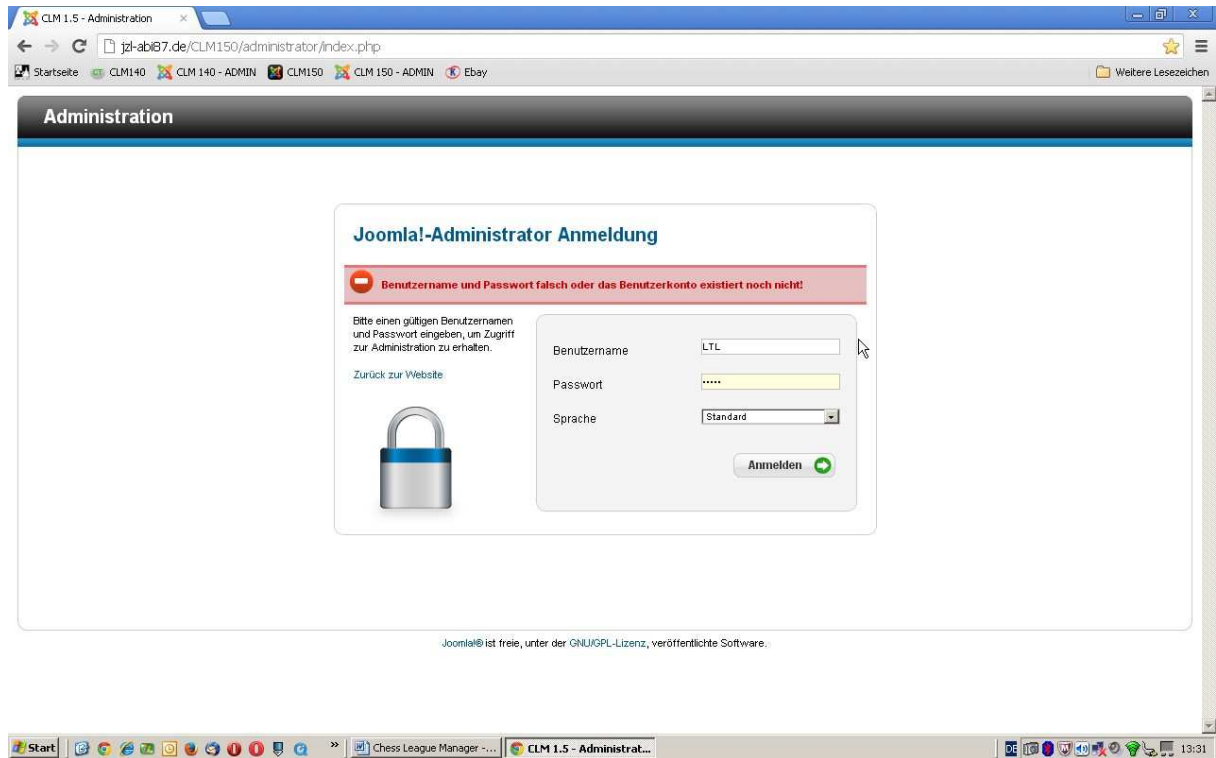 CLM 1.5 - Administration
jzl-abi87.de/CLM150/administrator/index.php
Startseite CLM140 CLM 140 - ADMIN CLM150 CLM 150 - ADMIN Ebay Weitere Lesezeichen
Administration
Joomla!-Administrator Anmeldung
Benutzername und Passwort falsch oder das Benutzerkonto existiert noch nicht!
Bitte einen gültigen Benutzernamen
und Passwort eingeben, um Zugriff
zur Administration zu erhalten.
Zurück zur Website
Benutzername LTL
Passwort •••••
Sprache Standard
Anmelden
Joomla!® ist freie, unter der GNU/GPL-Lizenz, veröffentlichte Software.
Start » Chess League Manager -... CLM 1.5 - Administrat... DE 13:31